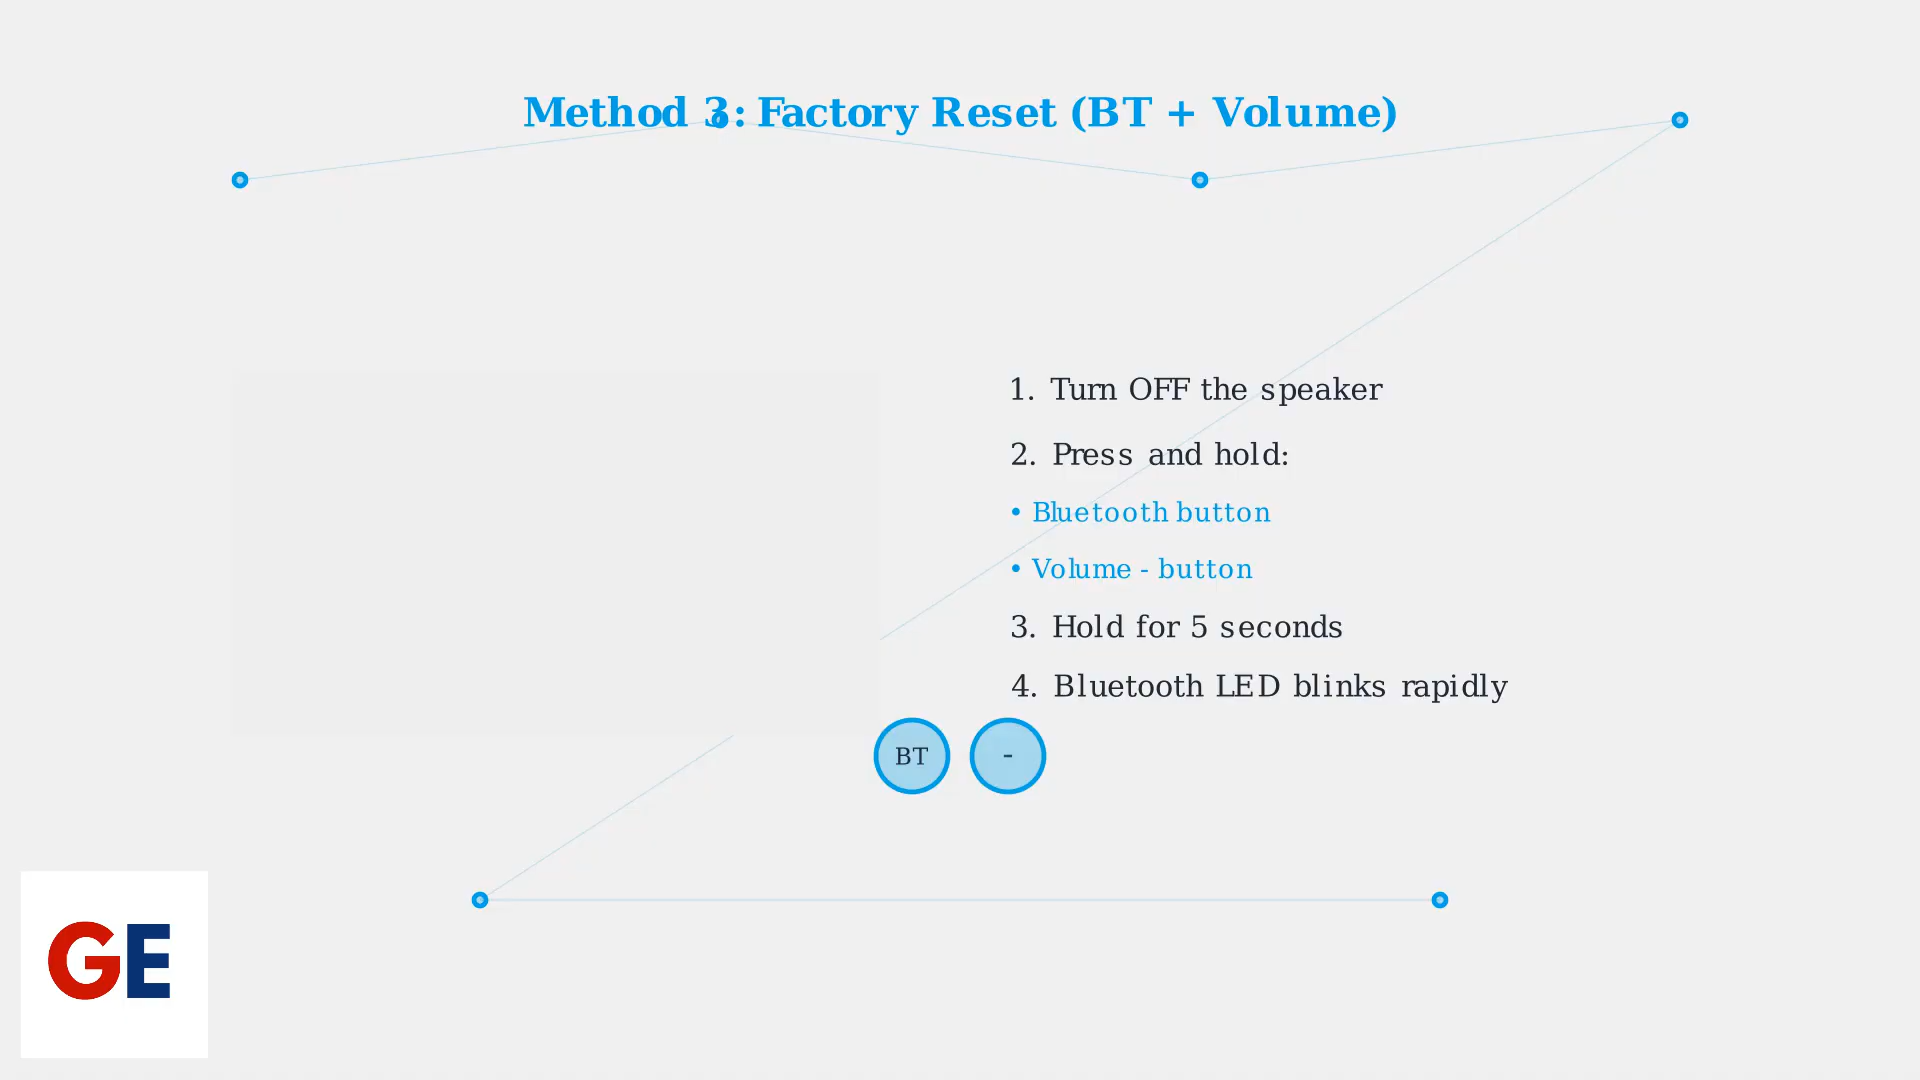 Method 3: Factory Reset (BT + Volume)
1. Turn OFF the speaker
2. Press and hold:
• Bluetooth button
• Volume - button
3. Hold for 5 seconds
4. Bluetooth LED blinks rapidly
BT -
GE